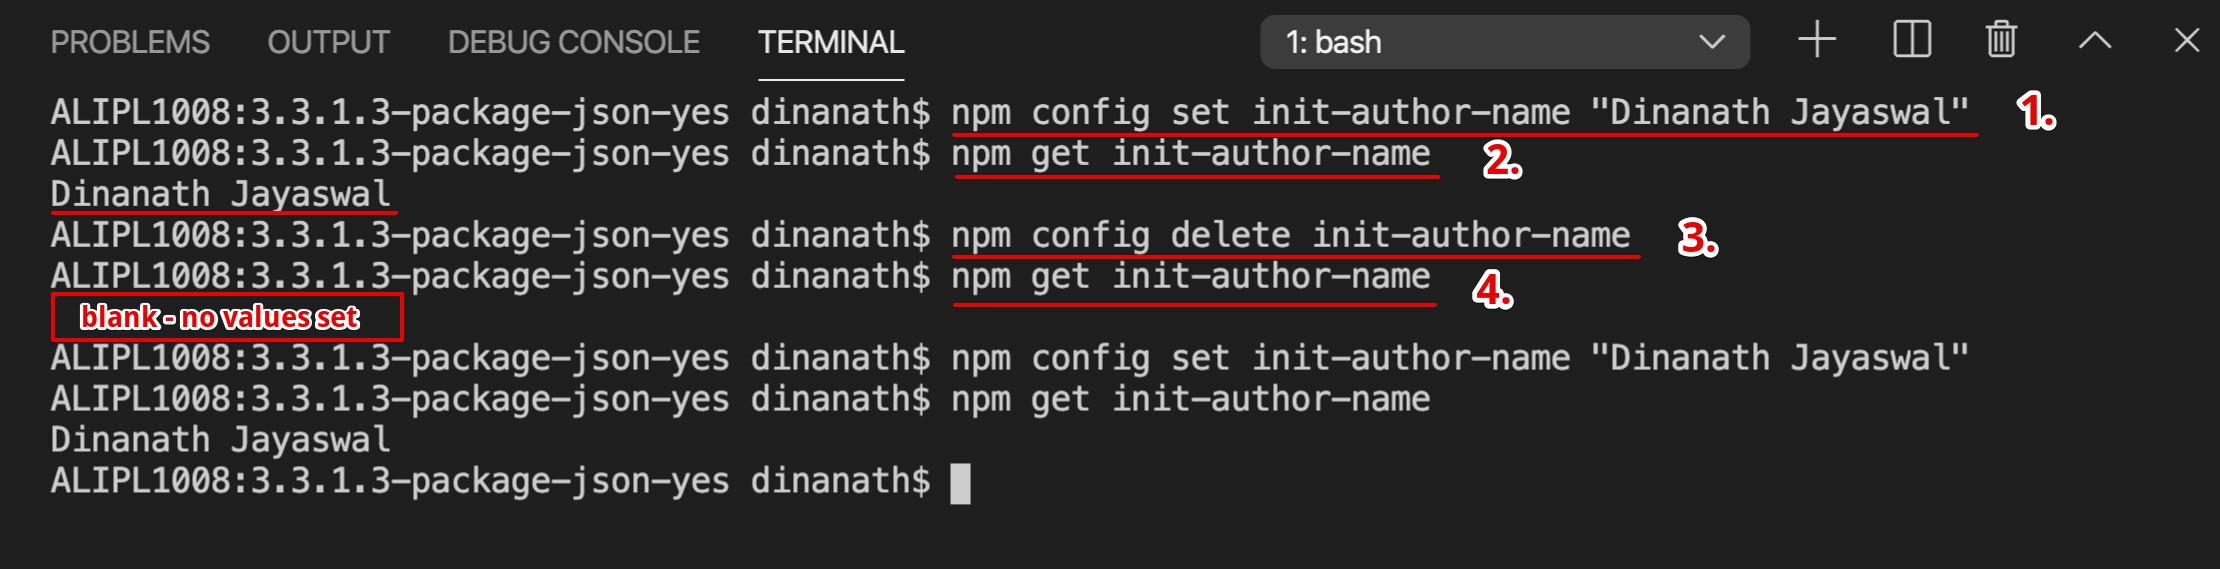 PROBLEMS OUTPUT DEBUG CONSOLE TERMINAL 1: bash
ALIPL1008:3.3.1.3-package-json-yes dinanath$ npm config set init-author-name "Dinanath Jayaswal" 1.
ALIPL1008:3.3.1.3-package-json-yes dinanath$ npm get init-author-name 2.
Dinanath Jayaswal
ALIPL1008:3.3.1.3-package-json-yes dinanath$ npm config delete init-author-name 3.
ALIPL1008:3.3.1.3-package-json-yes dinanath$ npm get init-author-name 4.
blank - no values set
ALIPL1008:3.3.1.3-package-json-yes dinanath$ npm config set init-author-name "Dinanath Jayaswal"
ALIPL1008:3.3.1.3-package-json-yes dinanath$ npm get init-author-name
Dinanath Jayaswal
ALIPL1008:3.3.1.3-package-json-yes dinanath$